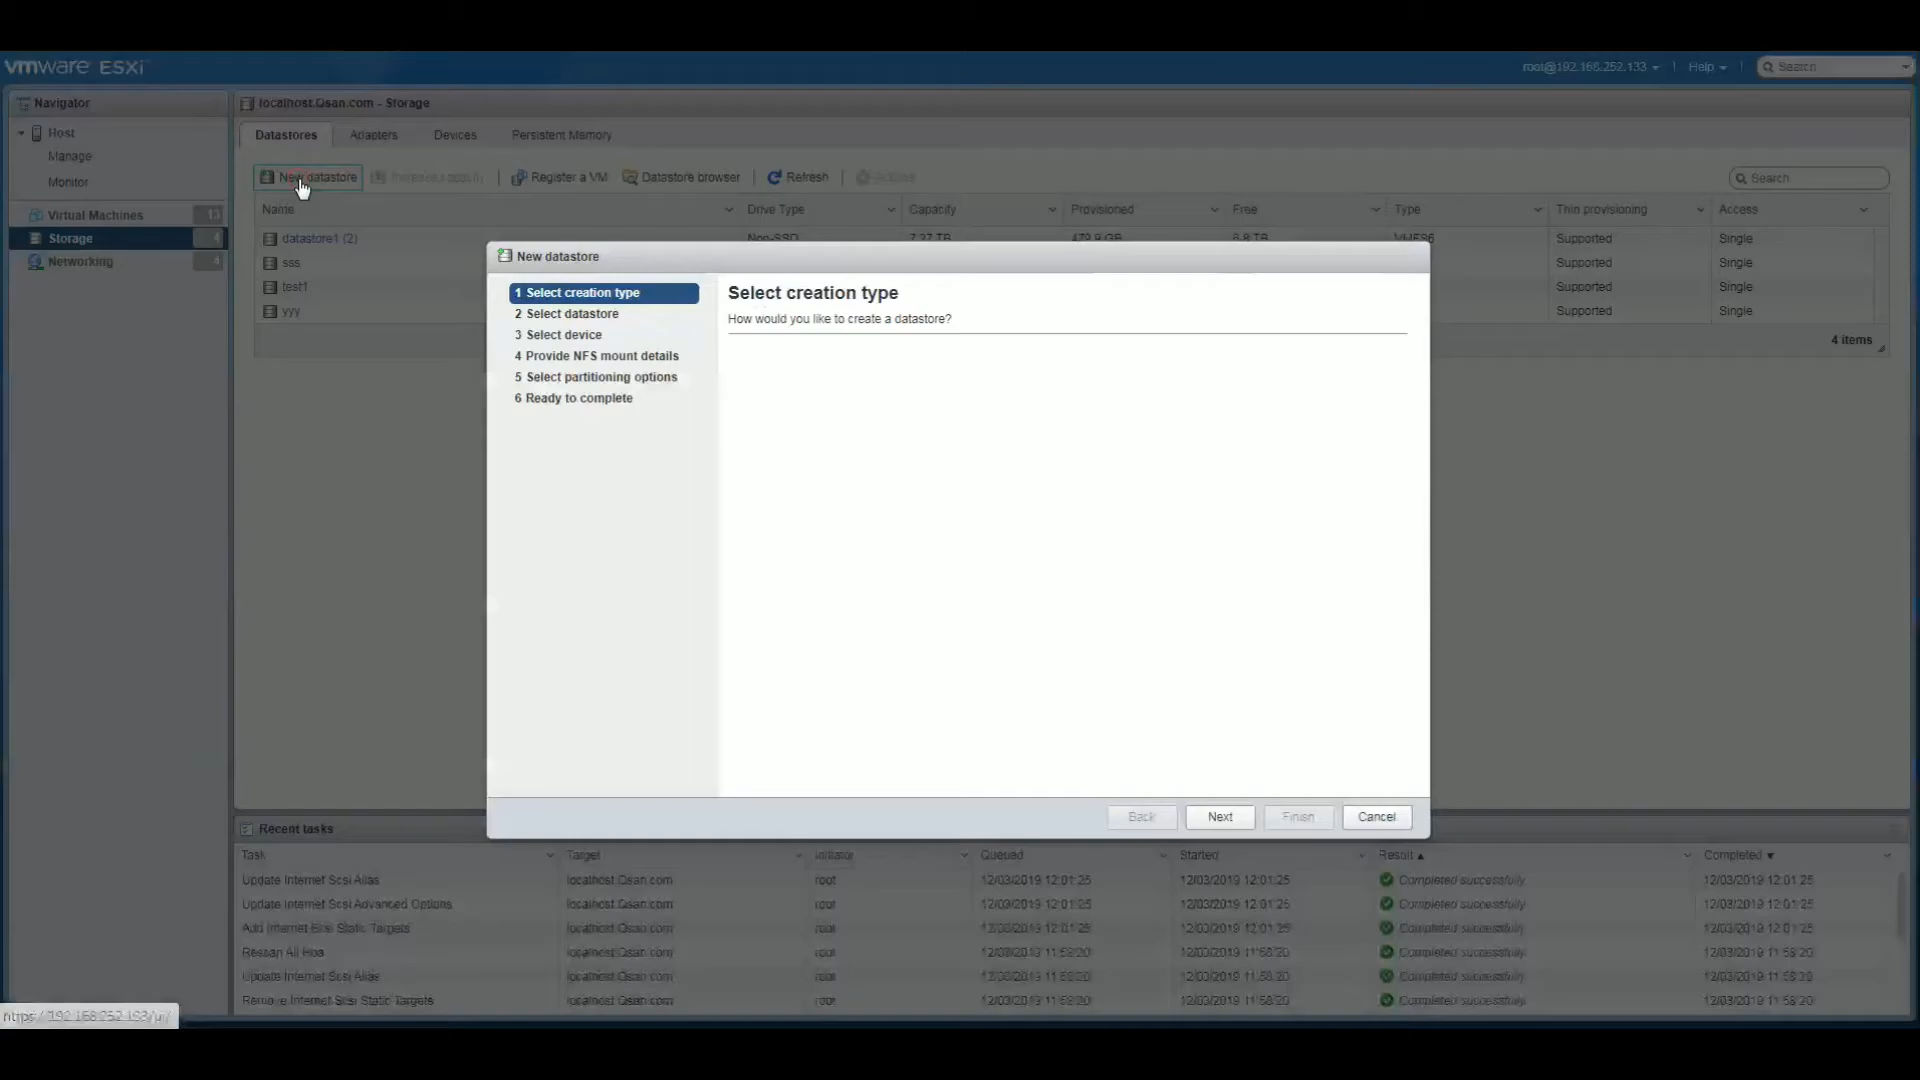 vmware ESXi
root@192.168.252.133
Help
Search
Navigator
localhost.Qsan.com - Storage
Host
Manage
Monitor
Virtual Machines 13
Storage 4
Networking 4
Datastores Adapters Devices Persistent Memory
New datastore Increase capacity Register a VM Datastore browser Refresh Actions
Search
Name Drive Type Capacity Provisioned Free Type Thin provisioning Access
datastore1 (2) Non-SSD 7.27 TB 479.9 GB 6.8 TB VMFS6 Supported Single
sss Supported Single
test1 Supported Single
yyy Supported Single
4 items
New datastore
1 Select creation type
2 Select datastore
3 Select device
4 Provide NFS mount details
5 Select partitioning options
6 Ready to complete
Select creation type
How would you like to create a datastore?
Back Next Finish Cancel
Recent tasks
Task Target Initiator Queued Started Result Completed
Update Internet Scsi Alias localhost.Qsan.com root 12/03/2019 12:01:25 12/03/2019 12:01:25 Completed successfully 12/03/2019 12:01:25
Update Internet Scsi Advanced Options localhost.Qsan.com root 12/03/2019 12:01:25 12/03/2019 12:01:25 Completed successfully 12/03/2019 12:01:25
Add Internet Scsi Static Targets localhost.Qsan.com root 12/03/2019 12:01:25 12/03/2019 12:01:25 Completed successfully 12/03/2019 12:01:25
Rescan All Hba localhost.Qsan.com root 12/03/2019 11:58:20 12/03/2019 11:58:20 Completed successfully 12/03/2019 11:58:20
Update Internet Scsi Alias localhost.Qsan.com root 12/03/2019 11:58:20 12/03/2019 11:58:20 Completed successfully 12/03/2019 11:58:20
Remove Internet Scsi Static Targets localhost.Qsan.com root 12/03/2019 11:58:20 12/03/2019 11:58:20 Completed successfully 12/03/2019 11:58:20
https://192.168.252.133/ui/